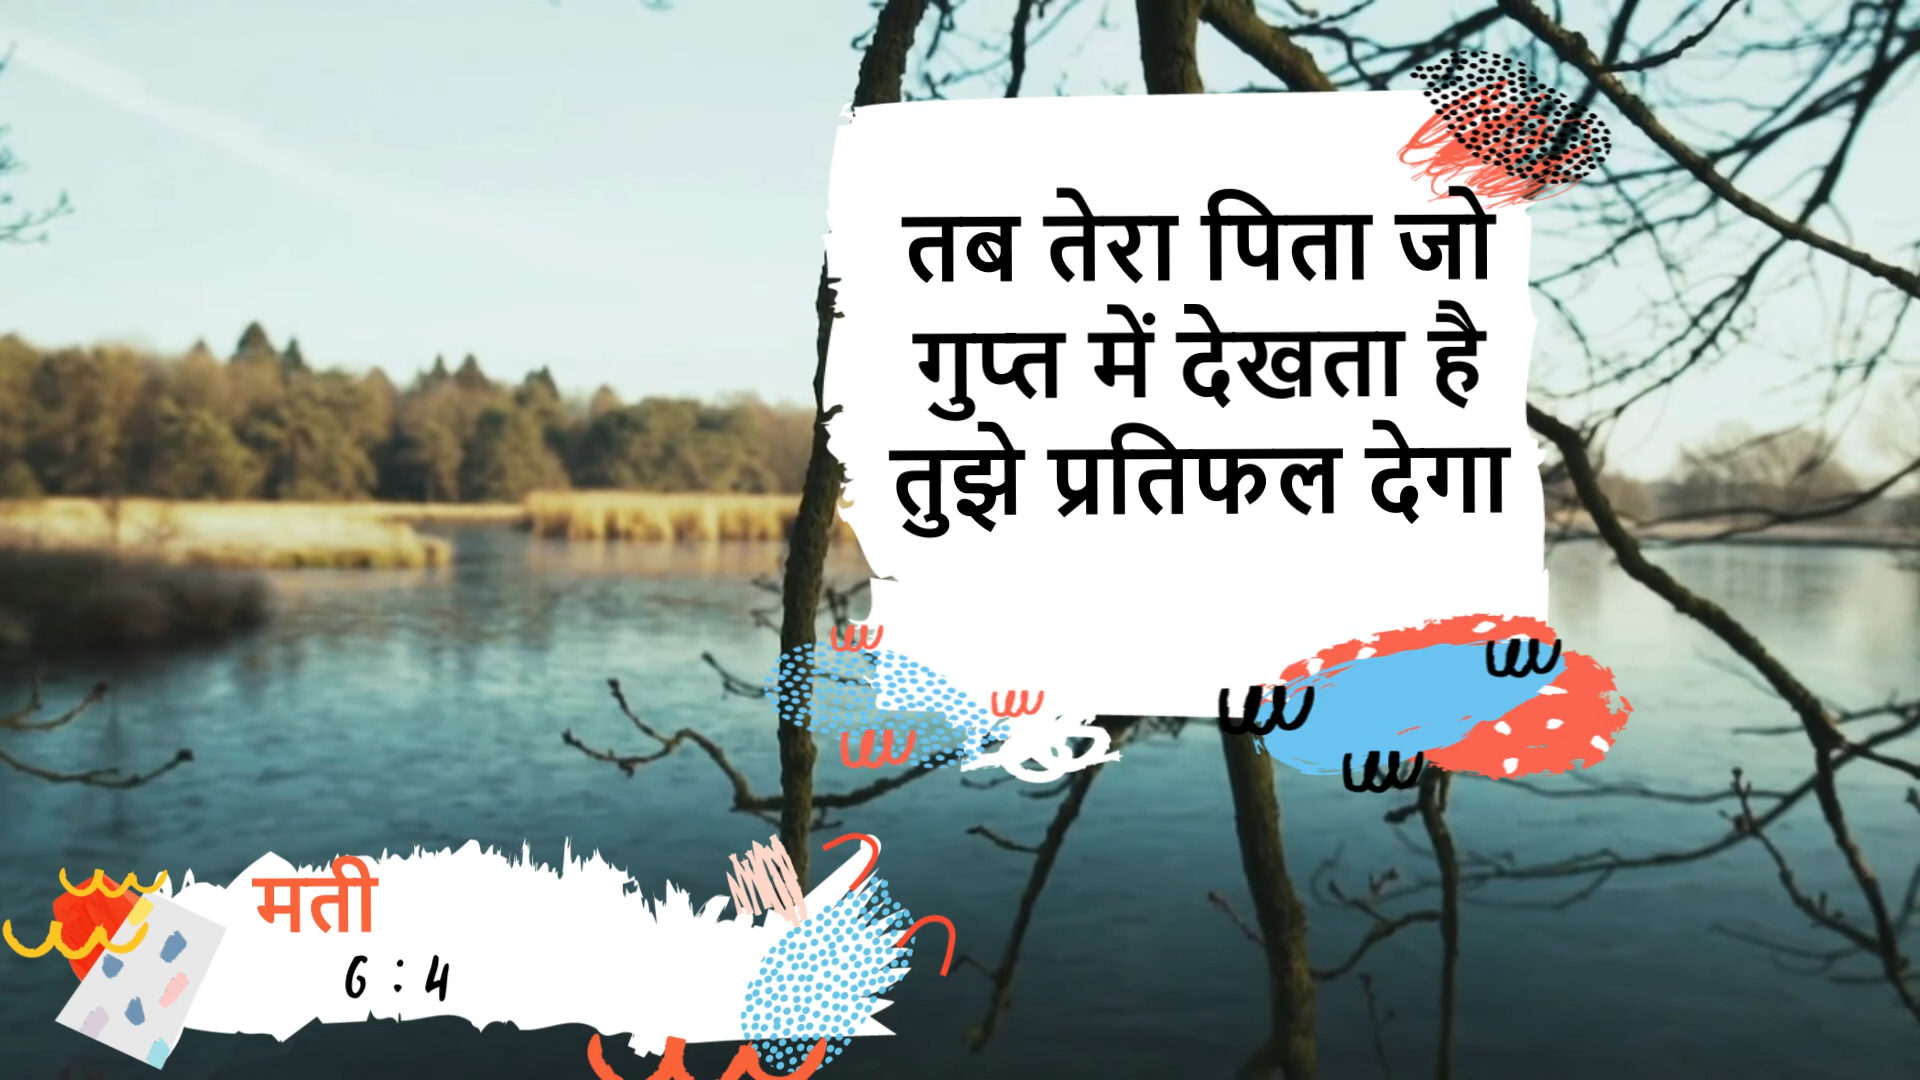 तब तेरा पिता जो
गुप्त में देखता है
तुझे प्रतिफल देगा
मती
6 : 4